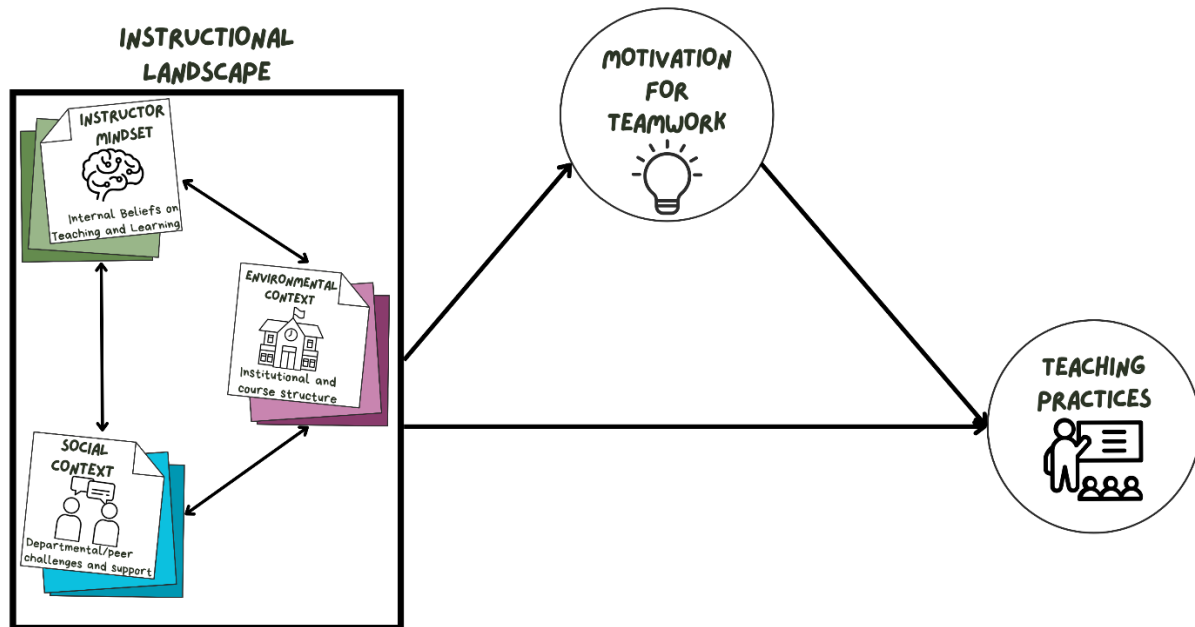 INSTRUCTIONAL
LANDSCAPE
INSTRUCTOR
MINDSET
Internal Beliefs on
Teaching and Learning
ENVIRONMENTAL
CONTEXT
Institutional and
course structure
SOCIAL
CONTEXT
Departmental/peer
challenges and support
MOTIVATION
FOR
TEAMWORK
TEACHING
PRACTICES